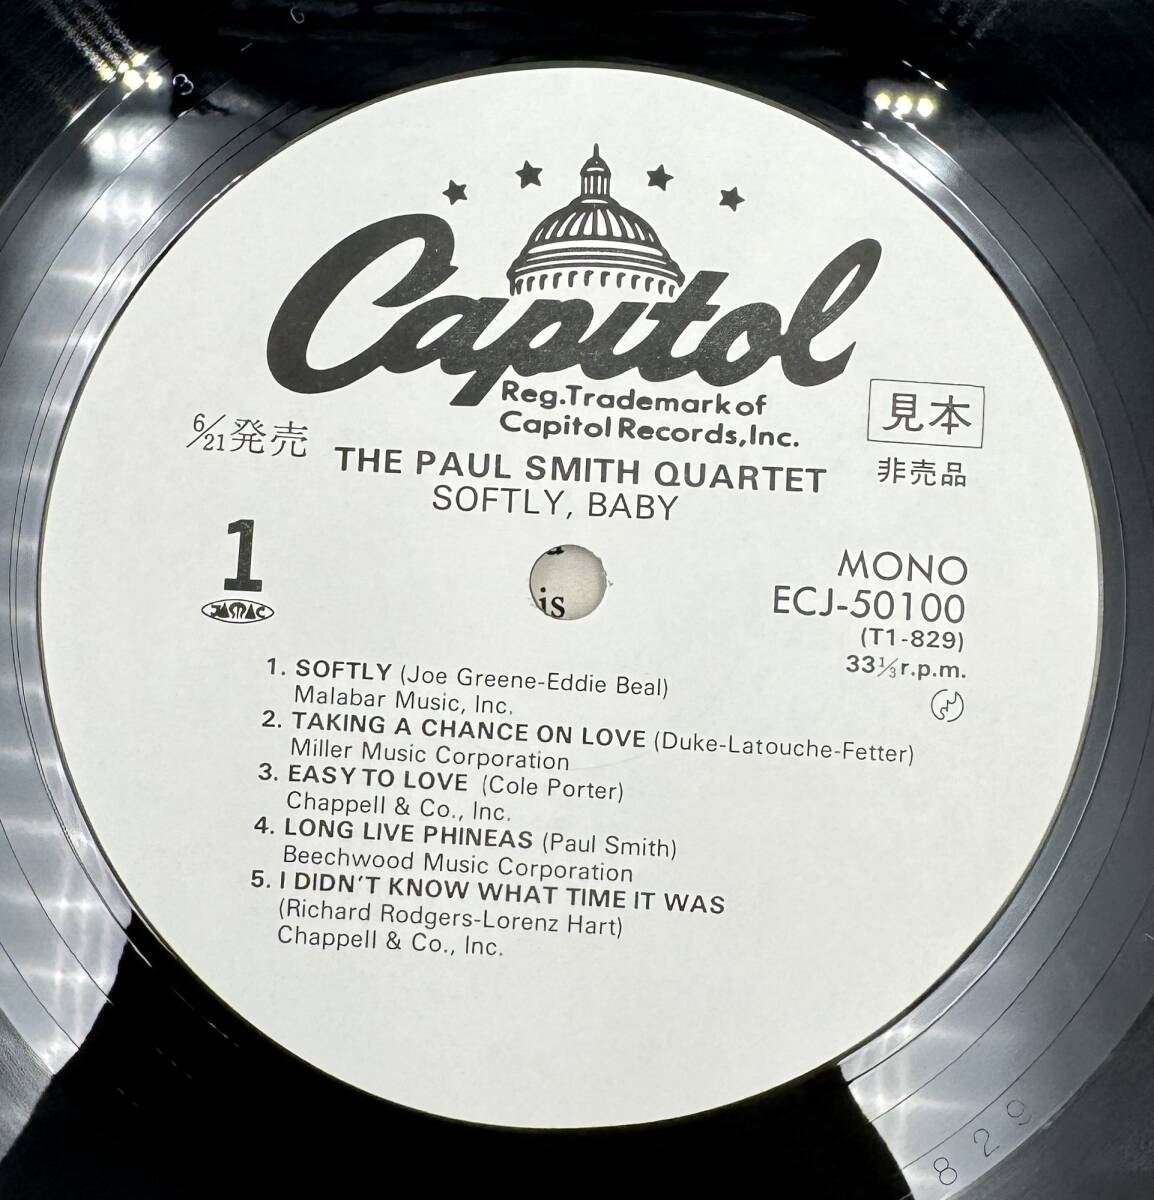 Capitol
Reg.Trademark of
Capitol Records,Inc.
見本
非売品
6/21発売
THE PAUL SMITH QUARTET
SOFTLY, BABY
1
JASRAC
MONO
ECJ-50100
(T1-829)
33⅓r.p.m.
is
1. SOFTLY (Joe Greene-Eddie Beal)
Malabar Music, Inc.
2. TAKING A CHANCE ON LOVE (Duke-Latouche-Fetter)
Miller Music Corporation
3. EASY TO LOVE (Cole Porter)
Chappell & Co., Inc.
4. LONG LIVE PHINEAS (Paul Smith)
Beechwood Music Corporation
5. I DIDN'T KNOW WHAT TIME IT WAS
(Richard Rodgers-Lorenz Hart)
Chappell & Co., Inc.
829